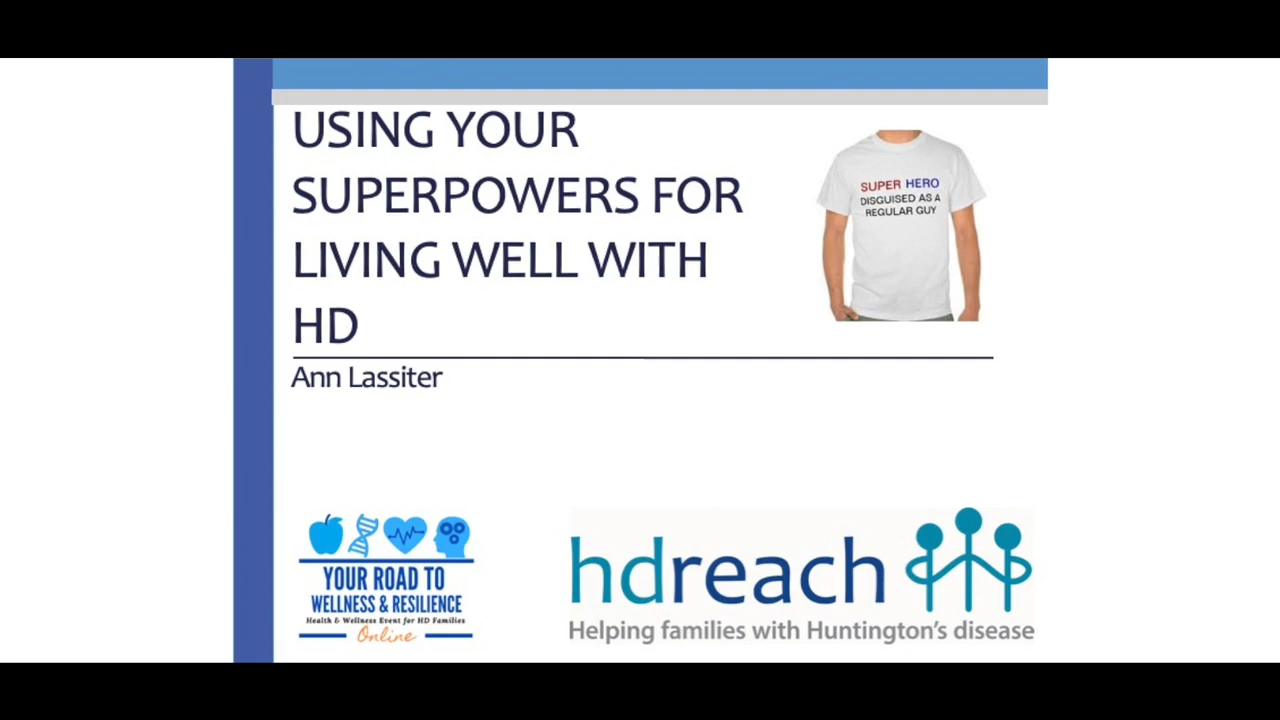 USING YOUR
SUPERPOWERS FOR
LIVING WELL WITH
HD
Ann Lassiter
SUPER HERO
DISGUISED AS A
REGULAR GUY
YOUR ROAD TO
WELLNESS & RESILIENCE
Health & Wellness Event for HD Families
Online
hdreach
Helping families with Huntington's disease